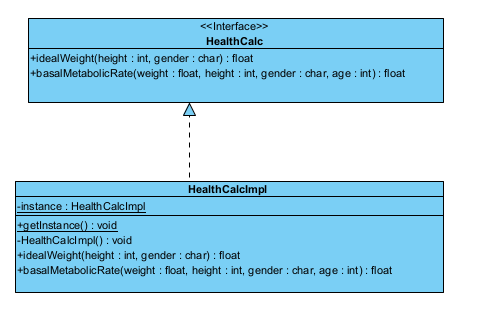 <<Interface>>
HealthCalc
+idealWeight(height : int, gender : char) : float
+basalMetabolicRate(weight : float, height : int, gender : char, age : int) : float
HealthCalcImpl
-instance : HealthCalcImpl
+getInstance() : void
-HealthCalcImpl() : void
+idealWeight(height : int, gender : char) : float
+basalMetabolicRate(weight : float, height : int, gender : char, age : int) : float